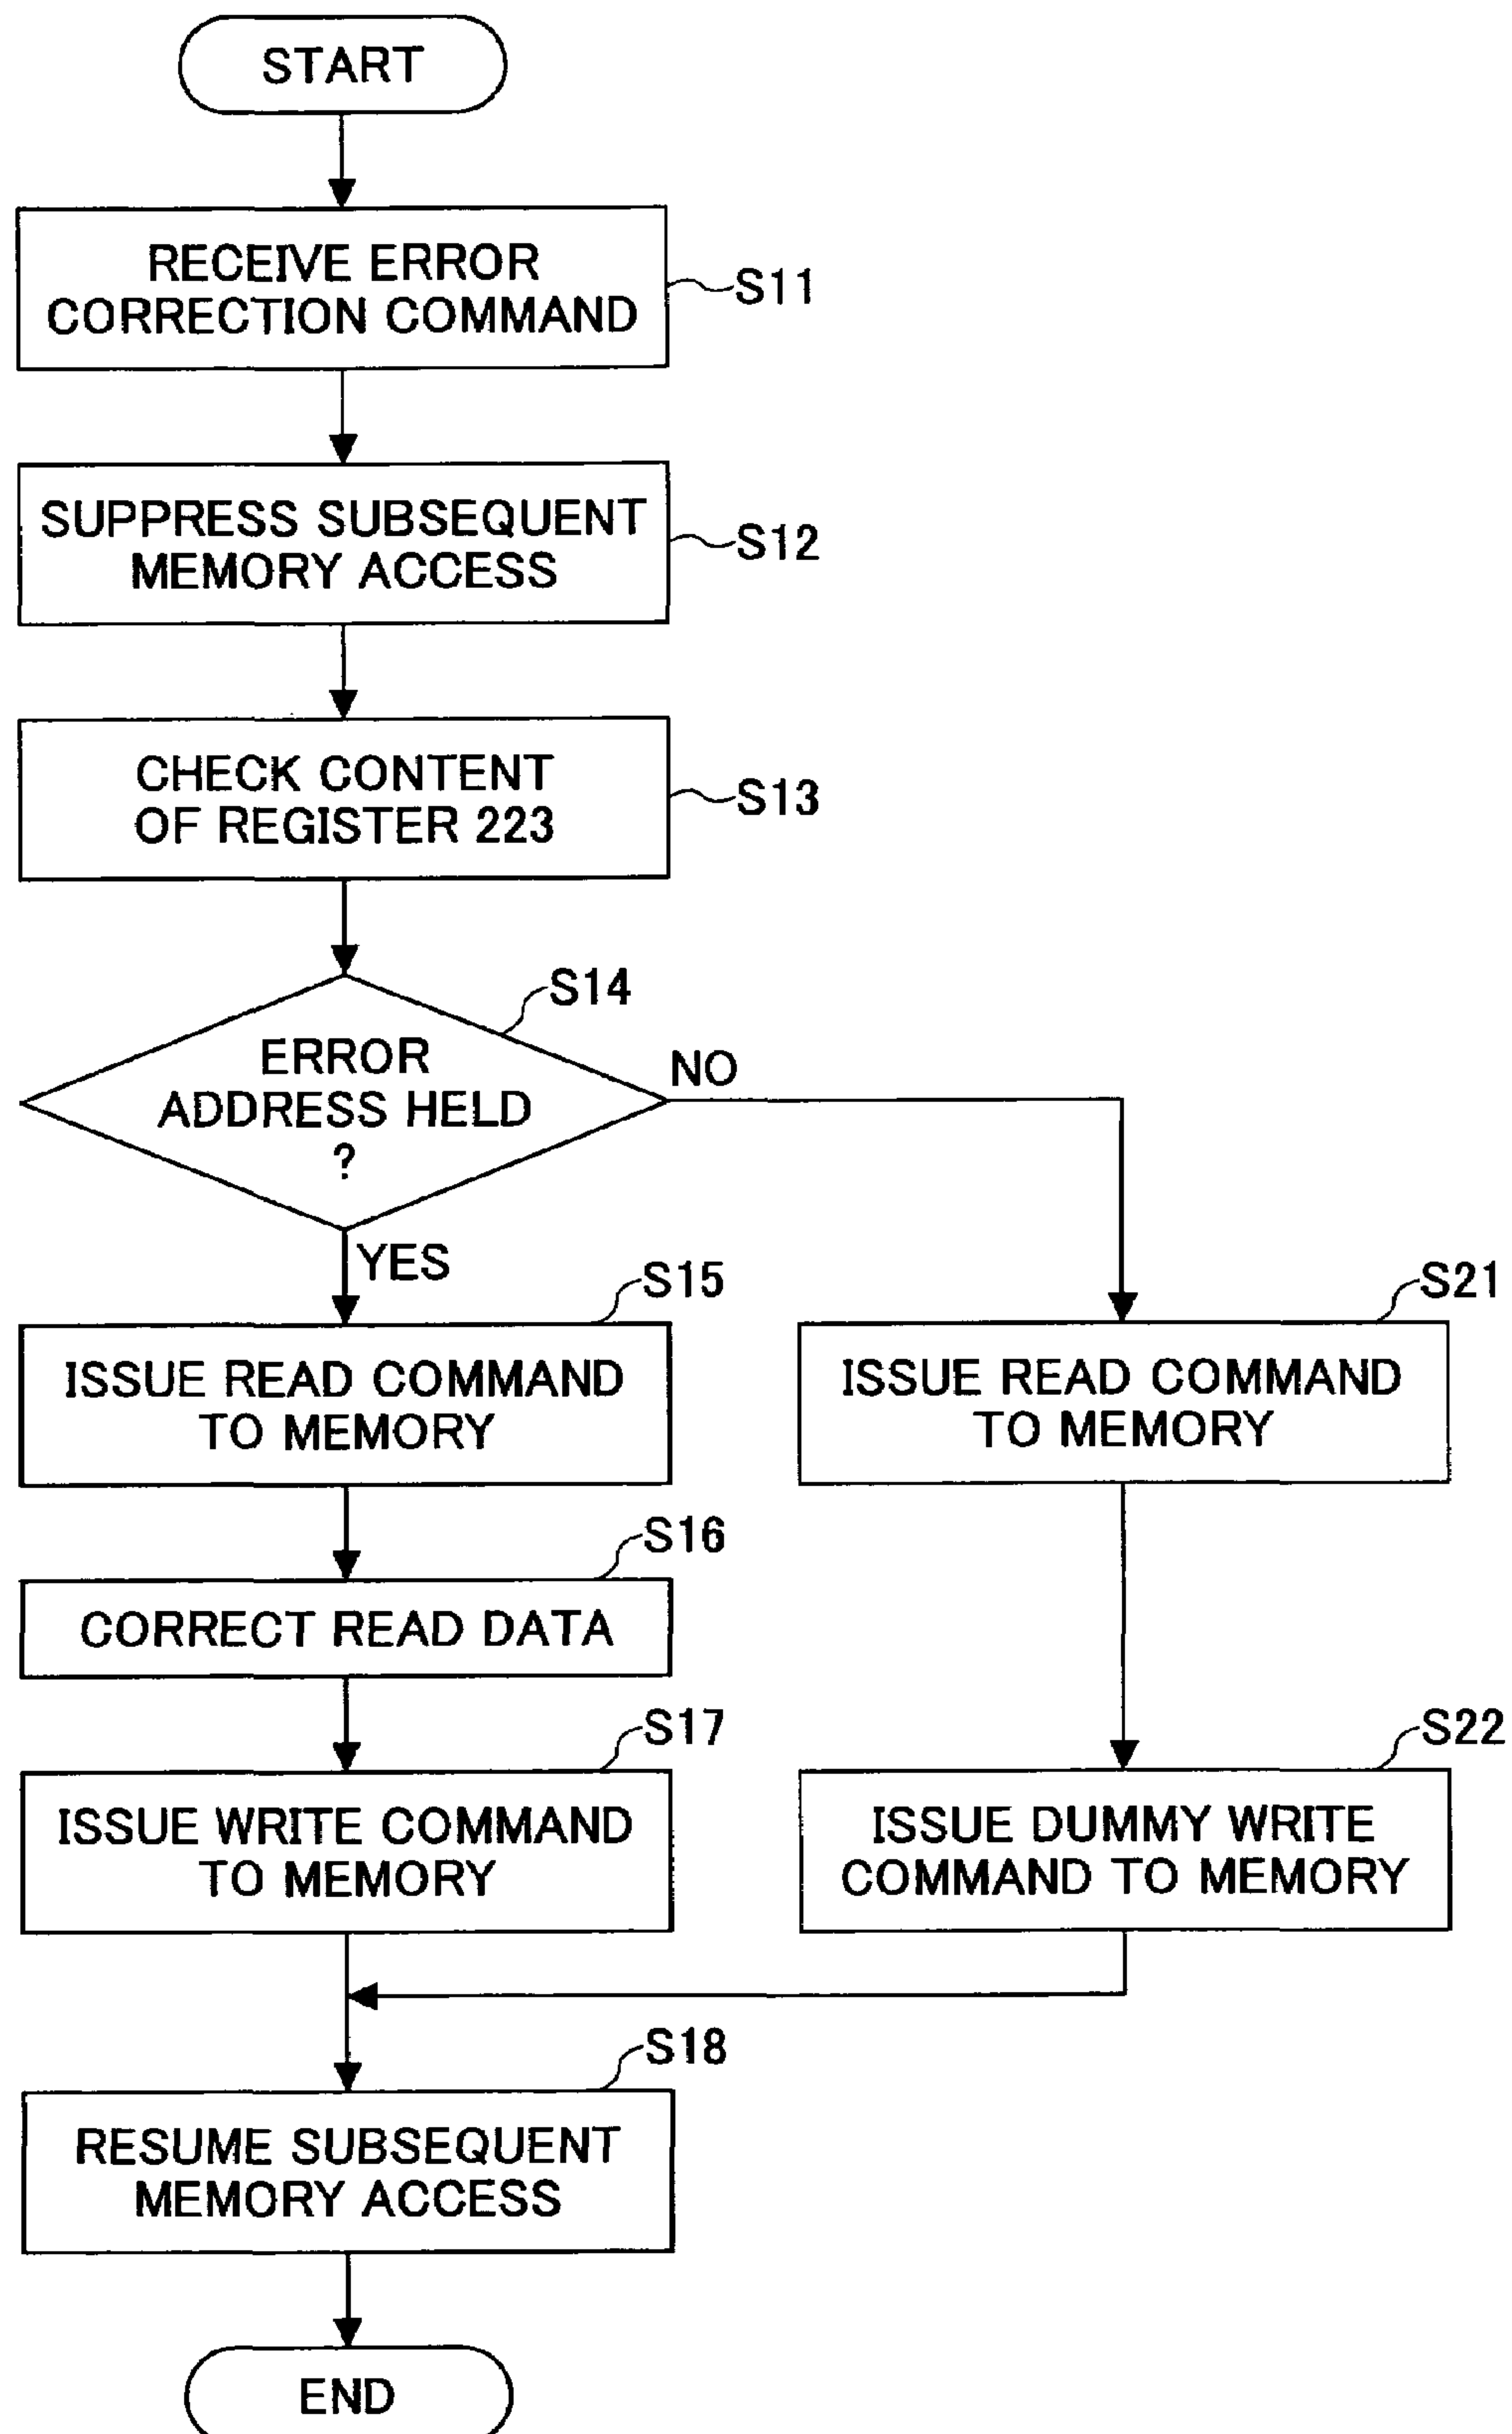 START
RECEIVE ERROR
CORRECTION COMMAND
S11
SUPPRESS SUBSEQUENT
MEMORY ACCESS
S12
CHECK CONTENT
OF REGISTER 223
S13
S14
ERROR
ADDRESS HELD
?
NO
YES
S15
ISSUE READ COMMAND
TO MEMORY
S21
ISSUE READ COMMAND
TO MEMORY
S16
CORRECT READ DATA
S17
ISSUE WRITE COMMAND
TO MEMORY
S22
ISSUE DUMMY WRITE
COMMAND TO MEMORY
S18
RESUME SUBSEQUENT
MEMORY ACCESS
END